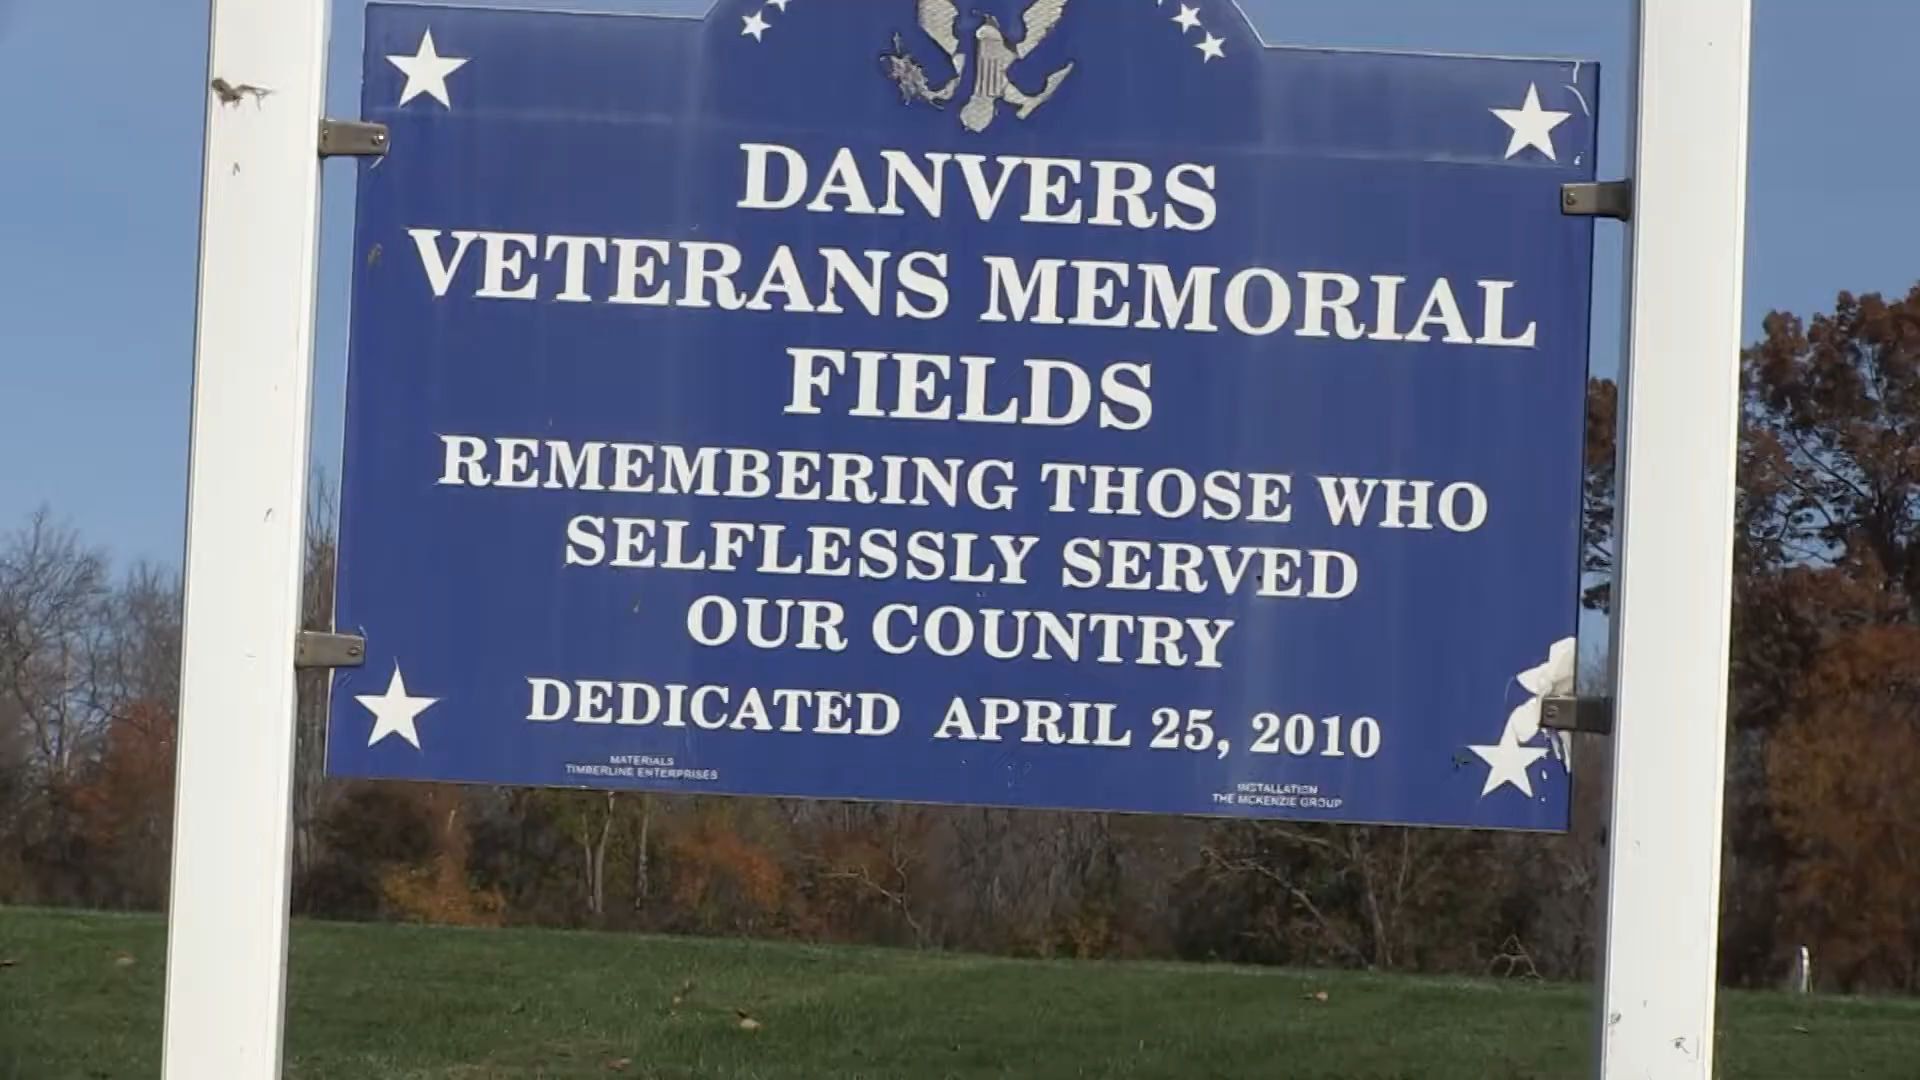 DANVERS
VETERANS MEMORIAL
FIELDS
REMEMBERING THOSE WHO
SELFLESSLY SERVED
OUR COUNTRY
DEDICATED APRIL 25, 2010
MATERIALS
TIMBERLINE ENTERPRISES
INSTALLATION
THE MCKENZIE GROUP